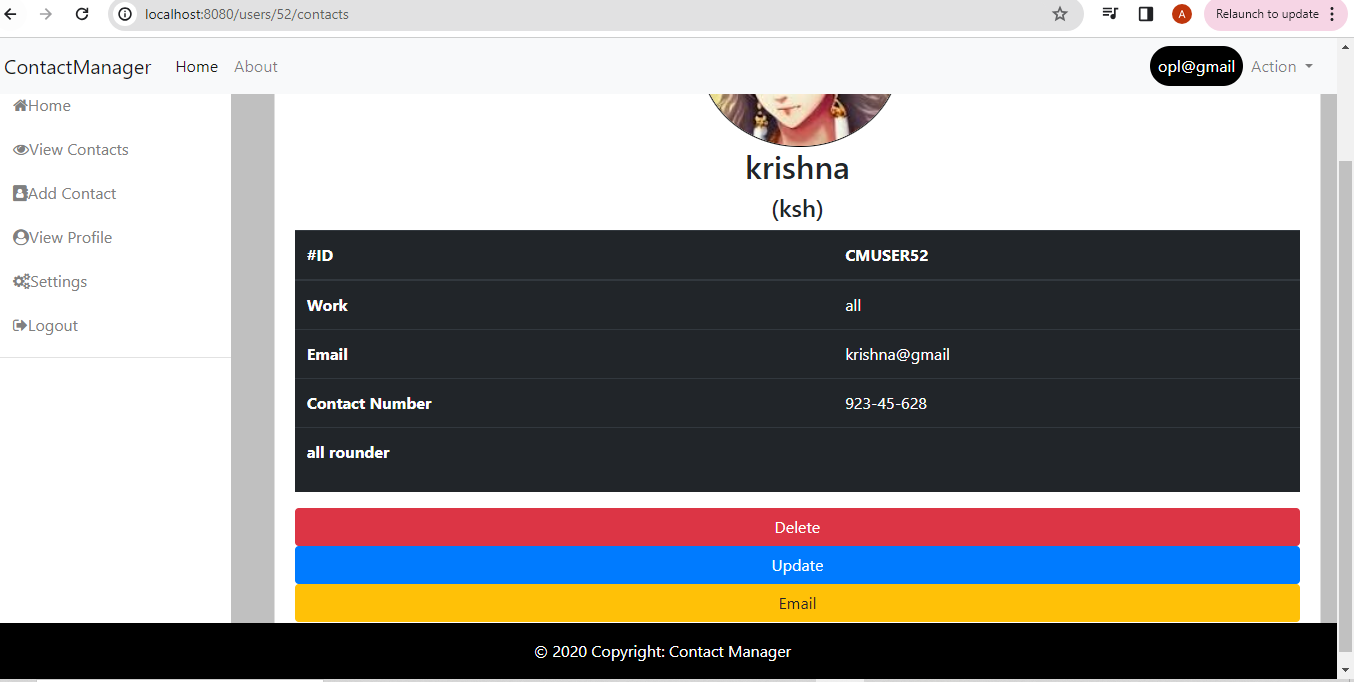 localhost:8080/users/52/contacts
A
Relaunch to update
ContactManager Home About opl@gmail Action
Home
View Contacts
Add Contact
View Profile
Settings
Logout
krishna
(ksh)
#ID CMUSER52
Work all
Email krishna@gmail
Contact Number 923-45-628
all rounder
Delete
Update
Email
© 2020 Copyright: Contact Manager